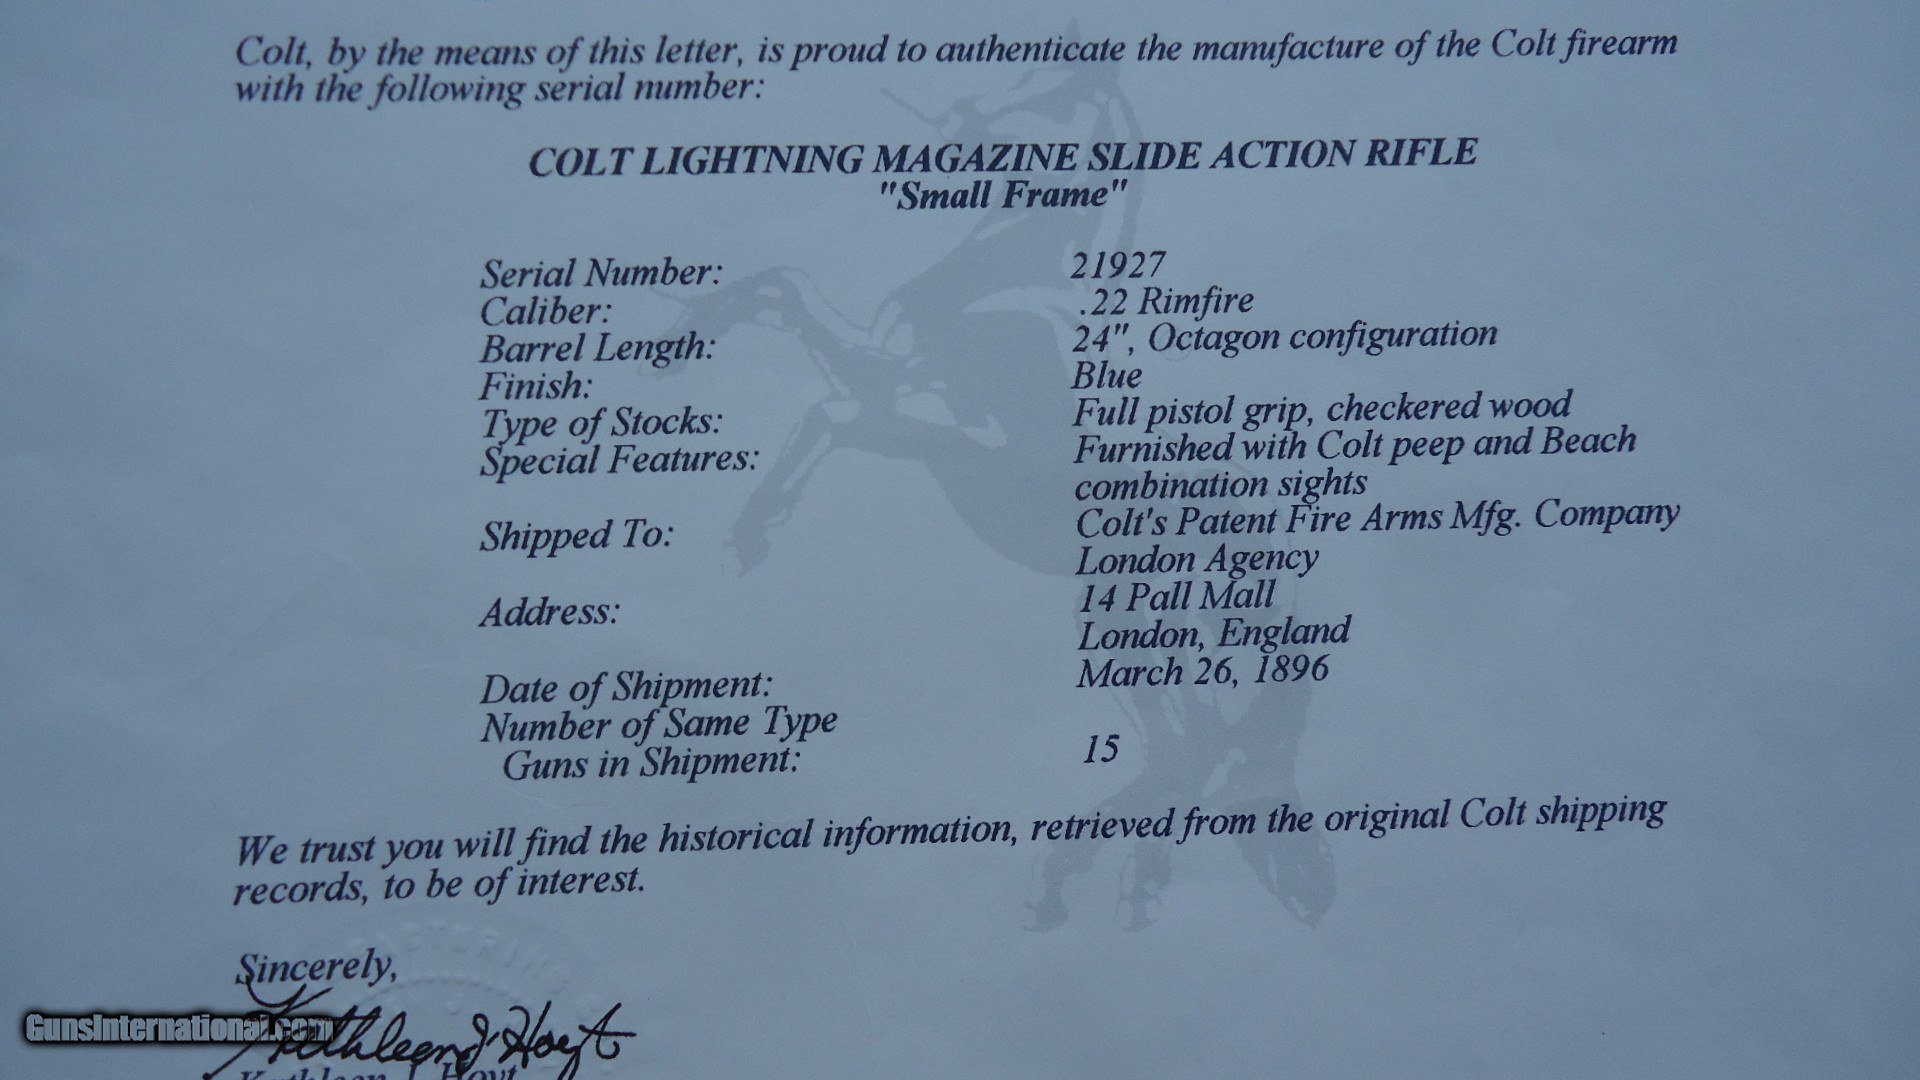 Colt, by the means of this letter, is proud to authenticate the manufacture of the Colt firearm
with the following serial number:
COLT LIGHTNING MAGAZINE SLIDE ACTION RIFLE
"Small Frame"
Serial Number: 21927
Caliber: .22 Rimfire
Barrel Length: 24", Octagon configuration
Finish: Blue
Type of Stocks: Full pistol grip, checkered wood
Special Features: Furnished with Colt peep and Beach
combination sights
Shipped To: Colt's Patent Fire Arms Mfg. Company
London Agency
Address: 14 Pall Mall
London, England
Date of Shipment: March 26, 1896
Number of Same Type
Guns in Shipment: 15
We trust you will find the historical information, retrieved from the original Colt shipping
records, to be of interest.
Sincerely,
Kathleen J Hoyt
Kathleen J. Hoyt
GunsInternational.com